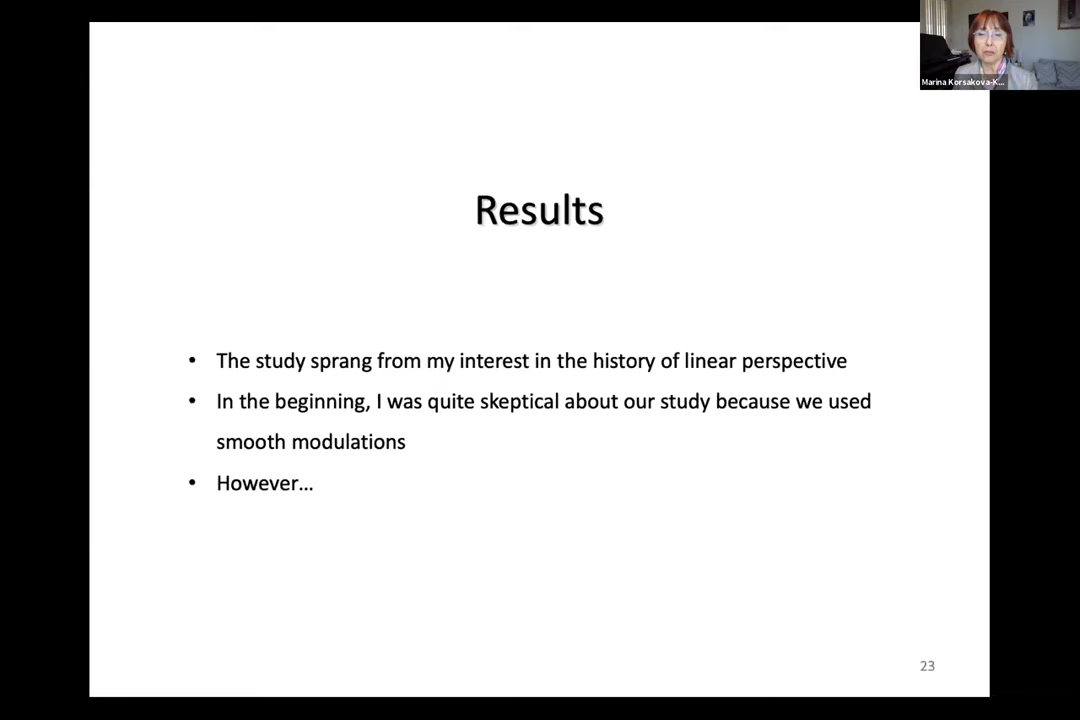 Marina Korsakova-K...
Results
• The study sprang from my interest in the history of linear perspective
• In the beginning, I was quite skeptical about our study because we used
smooth modulations
• However...
23